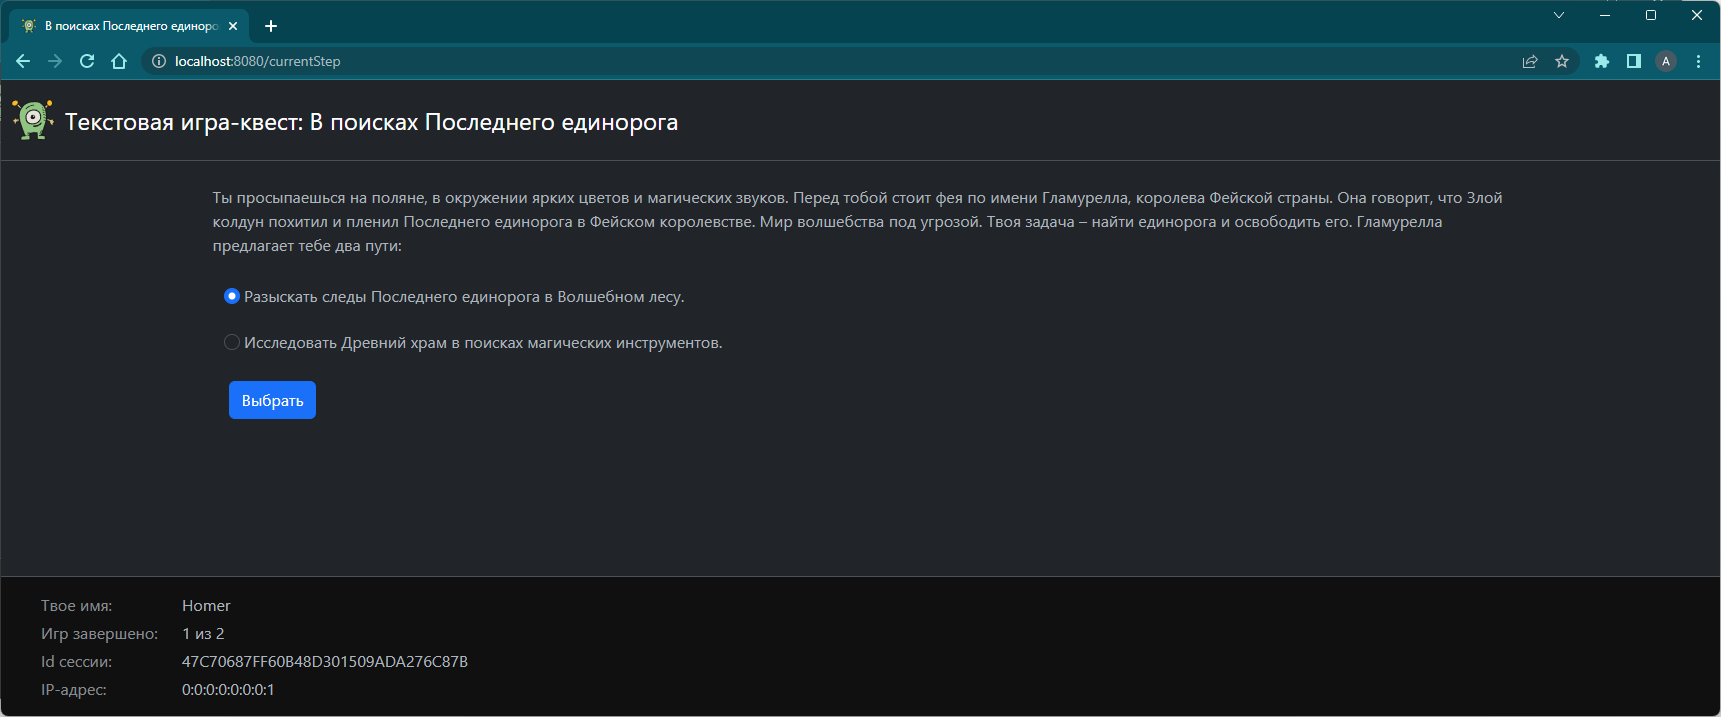 В поисках Последнего единоро
localhost:8080/currentStep
A
Текстовая игра-квест: В поисках Последнего единорога
Ты просыпаешься на поляне, в окружении ярких цветов и магических звуков. Перед тобой стоит фея по имени Гламурелла, королева Фейской страны. Она говорит, что Злой
колдун похитил и пленил Последнего единорога в Фейском королевстве. Мир волшебства под угрозой. Твоя задача – найти единорога и освободить его. Гламурелла
предлагает тебе два пути:
Разыскать следы Последнего единорога в Волшебном лесу.
Исследовать Древний храм в поисках магических инструментов.
Выбрать
Твое имя: Homer
Игр завершено: 1 из 2
Id сессии: 47C70687FF60B48D301509ADA276C87B
IP-адрес: 0:0:0:0:0:0:0:1